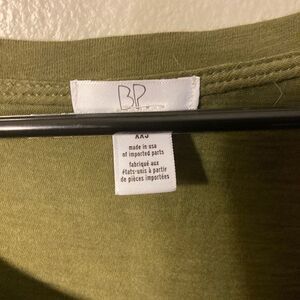 BP
XXS
made in usa
of imported parts
fabriqué aux
états-unis à partir
de pièces importées